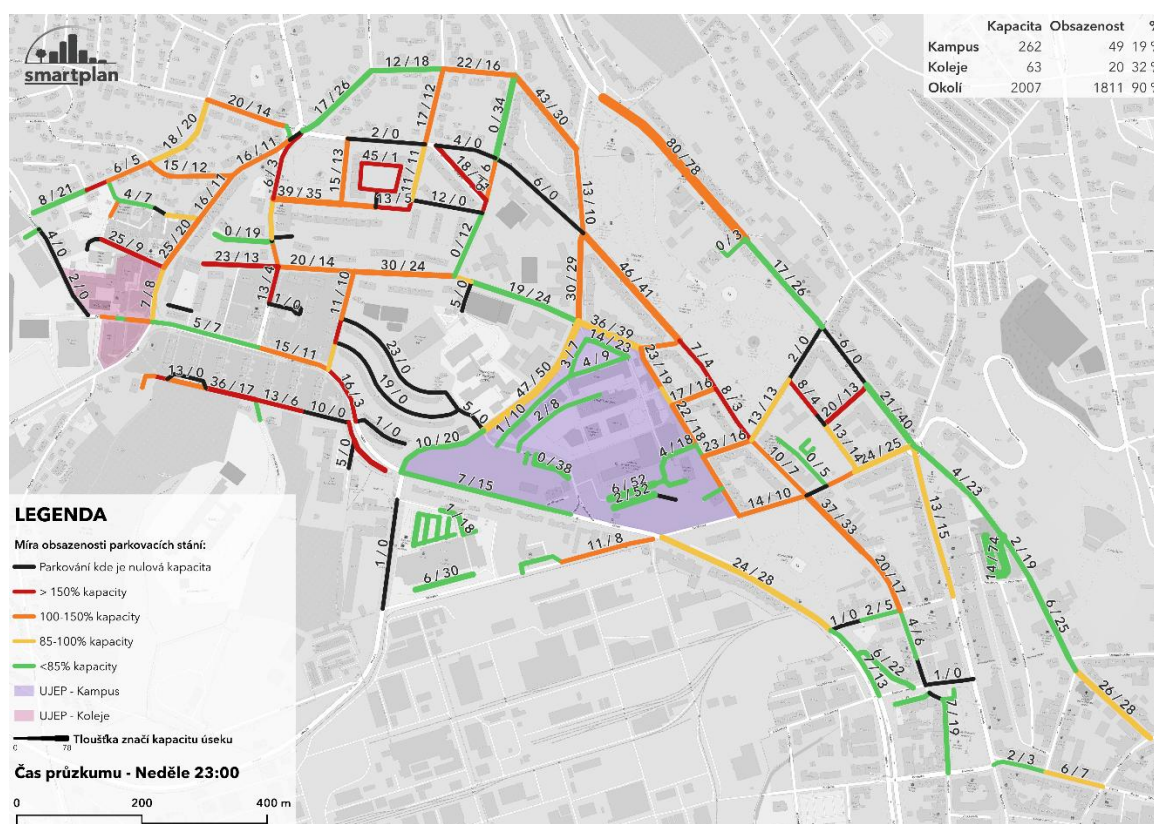 smartplan
Kapacita Obsazenost %
Kampus 262 49 19 %
Koleje 63 20 32 %
Okolí 2007 1811 90 %
12 / 18
22 / 16
17 / 26
20 / 14
43 / 30
0 / 34
17 / 12
2 / 0
4 / 0
18 / 20
16 / 11
6 / 5
15 / 12
45 / 1
15 / 13
6 / 3
80 / 78
8 / 21
4 / 7
16 / 11
39 / 35
13 / 5
12 / 0
6 / 0
13 / 10
4 / 0
25 / 9
25 / 20
0 / 19
0 / 12
0 / 3
23 / 13
20 / 14
30 / 24
17 / 26
2 / 0
7 / 8
13 / 4
1 / 0
11 / 10
5 / 0
19 / 24
30 / 29
46 / 41
5 / 7
15 / 11
23 / 0
19 / 0
36 / 39
14 / 23
4 / 9
3 / 7
47 / 50
23 / 19
7 / 4
8 / 3
2 / 0
6 / 0
13 / 0
36 / 17
13 / 6
10 / 0
16 / 3
1 / 0
5 / 0
1 / 10
2 / 8
17 / 16
22 / 18
13 / 13
8 / 4
20 / 13
21 / 40
5 / 0
10 / 20
0 / 38
4 / 18
23 / 16
10 / 7
0 / 5
13 / 14
24 / 25
4 / 23
7 / 15
6 / 52
2 / 52
14 / 10
37 / 33
13 / 15
1 / 0
1 / 18
11 / 8
24 / 28
20 / 17
74 / 74
2 / 19
6 / 30
1 / 0
2 / 5
4 / 6
6 / 25
6 / 22
7 / 13
1 / 0
7 / 19
26 / 28
2 / 3
6 / 7
LEGENDA
Míra obsazenosti parkovacích stání:
Parkování kde je nulová kapacita
> 150% kapacity
100-150% kapacity
85-100% kapacity
<85% kapacity
UJEP - Kampus
UJEP - Koleje
Tloušťka značí kapacitu úseku
0 78
Čas průzkumu - Neděle 23:00
0 200 400 m